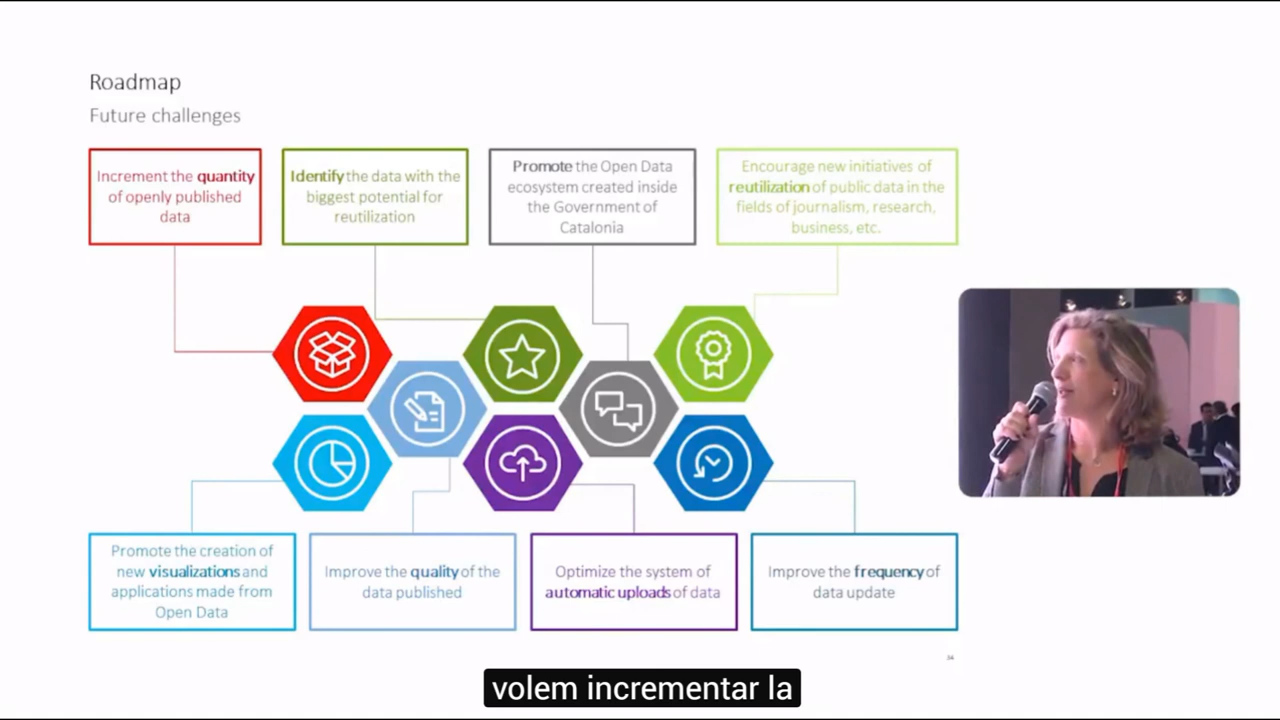 Roadmap
Future challenges
Increment the quantity
of openly published
data
Identify the data with the
biggest potential for
reutilization
Promote the Open Data
ecosystem created inside
the Government of
Catalonia
Encourage new initiatives of
reutilization of public data in the
fields of journalism, research,
business, etc.
Promote the creation of
new visualizations and
applications made from
Open Data
Improve the quality of the
data published
Optimize the system of
automatic uploads of data
Improve the frequency of
data update
volem incrementar la